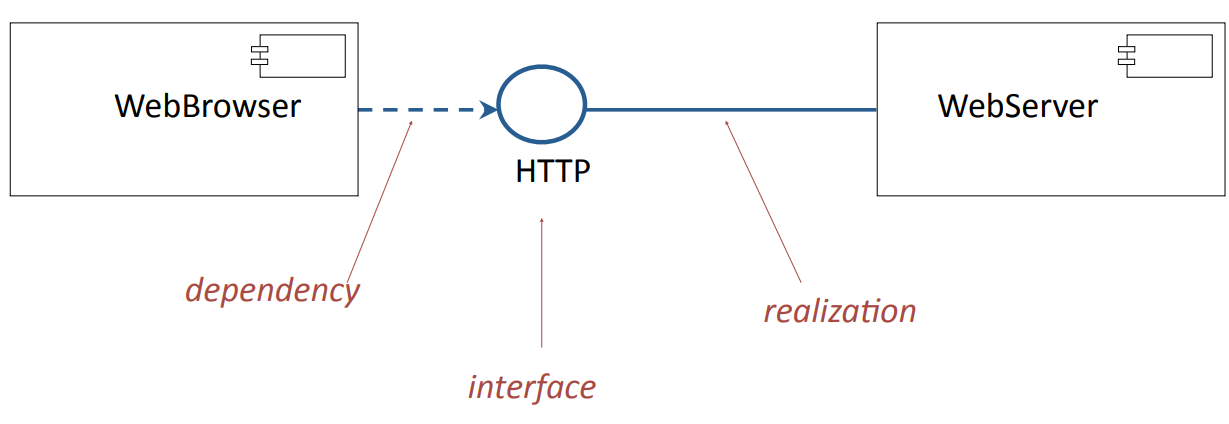 WebBrowser
WebServer
HTTP
dependency
realization
interface